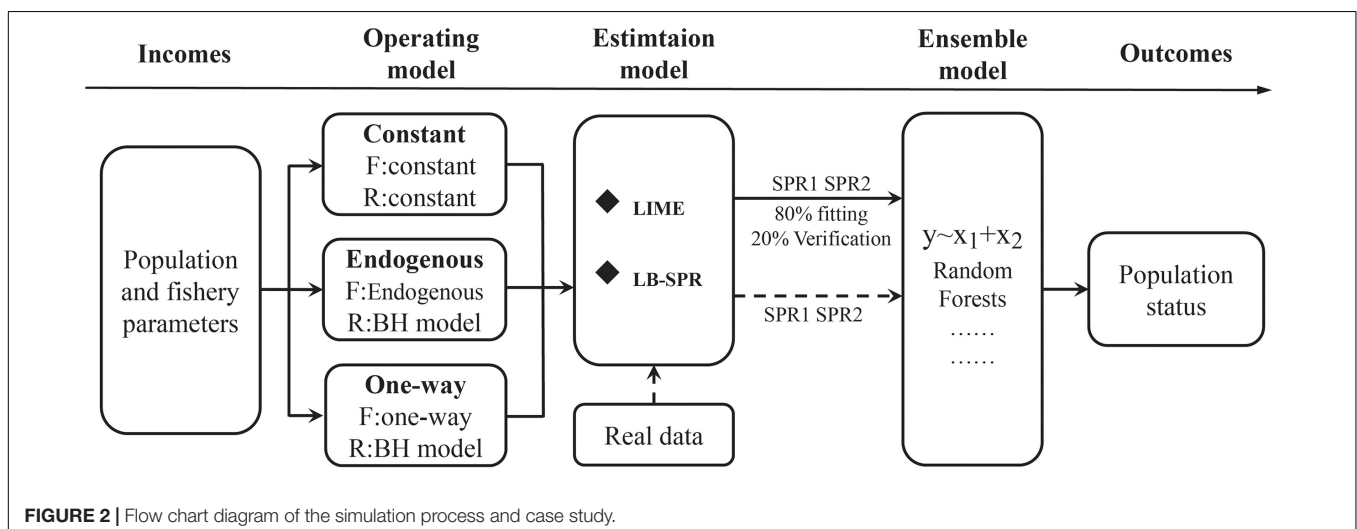 Incomes
Operating
model
Estimtaion
model
Ensemble
model
Outcomes
Population
and fishery
parameters
Constant
F:constant
R:constant
Endogenous
F:Endogenous
R:BH model
One-way
F:one-way
R:BH model
◆ LIME
◆ LB-SPR
Real data
SPR1 SPR2
80% fitting
20% Verification
SPR1 SPR2
y~x₁+x₂
Random
Forests
......
......
Population
status
FIGURE 2 | Flow chart diagram of the simulation process and case study.